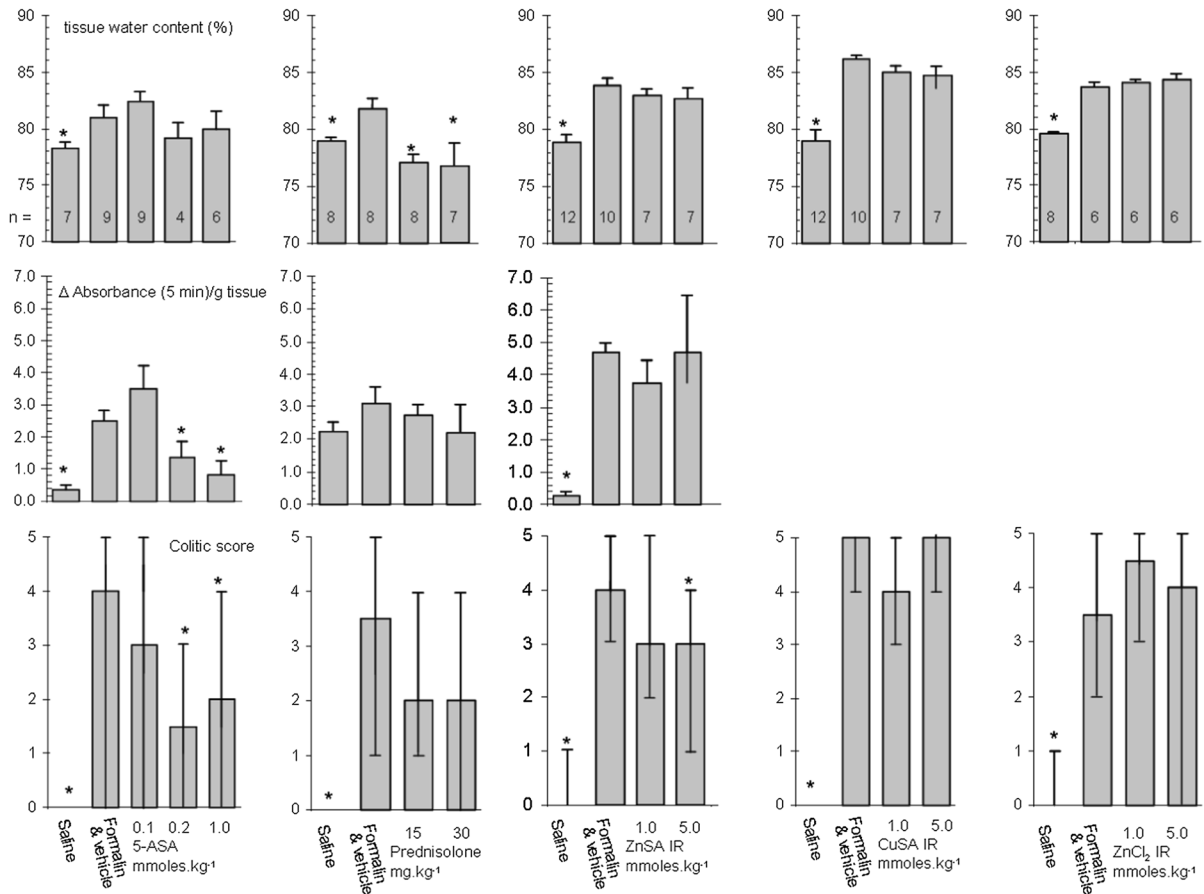 90 90 90 90 90
tissue water content (%)
85 85 85 85 85
80 80 80 80 80
* * * * * * *
75 75 75 75 75
n = 7 9 9 4 6 8 8 8 7 12 10 7 7 12 10 7 7 8 6 6 6
70 70 70 70 70
7.0 7.0 7.0
Δ Absorbance (5 min)/g tissue
6.0 6.0 6.0
5.0 5.0 5.0
4.0 4.0 4.0
3.0 3.0 3.0
2.0 2.0 2.0
* * * *
1.0 1.0 1.0
0.0 0.0 0.0
5 5 5 5 5
Colitic score
4 4 4 4 4
* * *
3 3 3 3 3
2 2 2 2 2
1 1 1 1 1
* * * * *
0 0 0 0 0
Saline Formalin & vehicle 0.1 0.2 1.0 Saline Formalin & vehicle 15 30 Saline Formalin & vehicle 1.0 5.0 Saline Formalin & vehicle 1.0 5.0 Saline Formalin & vehicle 1.0 5.0
5-ASA Prednisolone ZnSA IR CuSA IR ZnCl₂ IR
mmoles.kg⁻¹ mg.kg⁻¹ mmoles.kg⁻¹ mmoles.kg⁻¹ mmoles.kg⁻¹